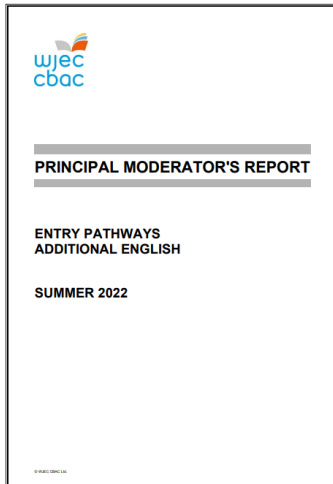 wjec
cbac
PRINCIPAL MODERATOR'S REPORT
ENTRY PATHWAYS
ADDITIONAL ENGLISH
SUMMER 2022
© WJEC CBAC Ltd.